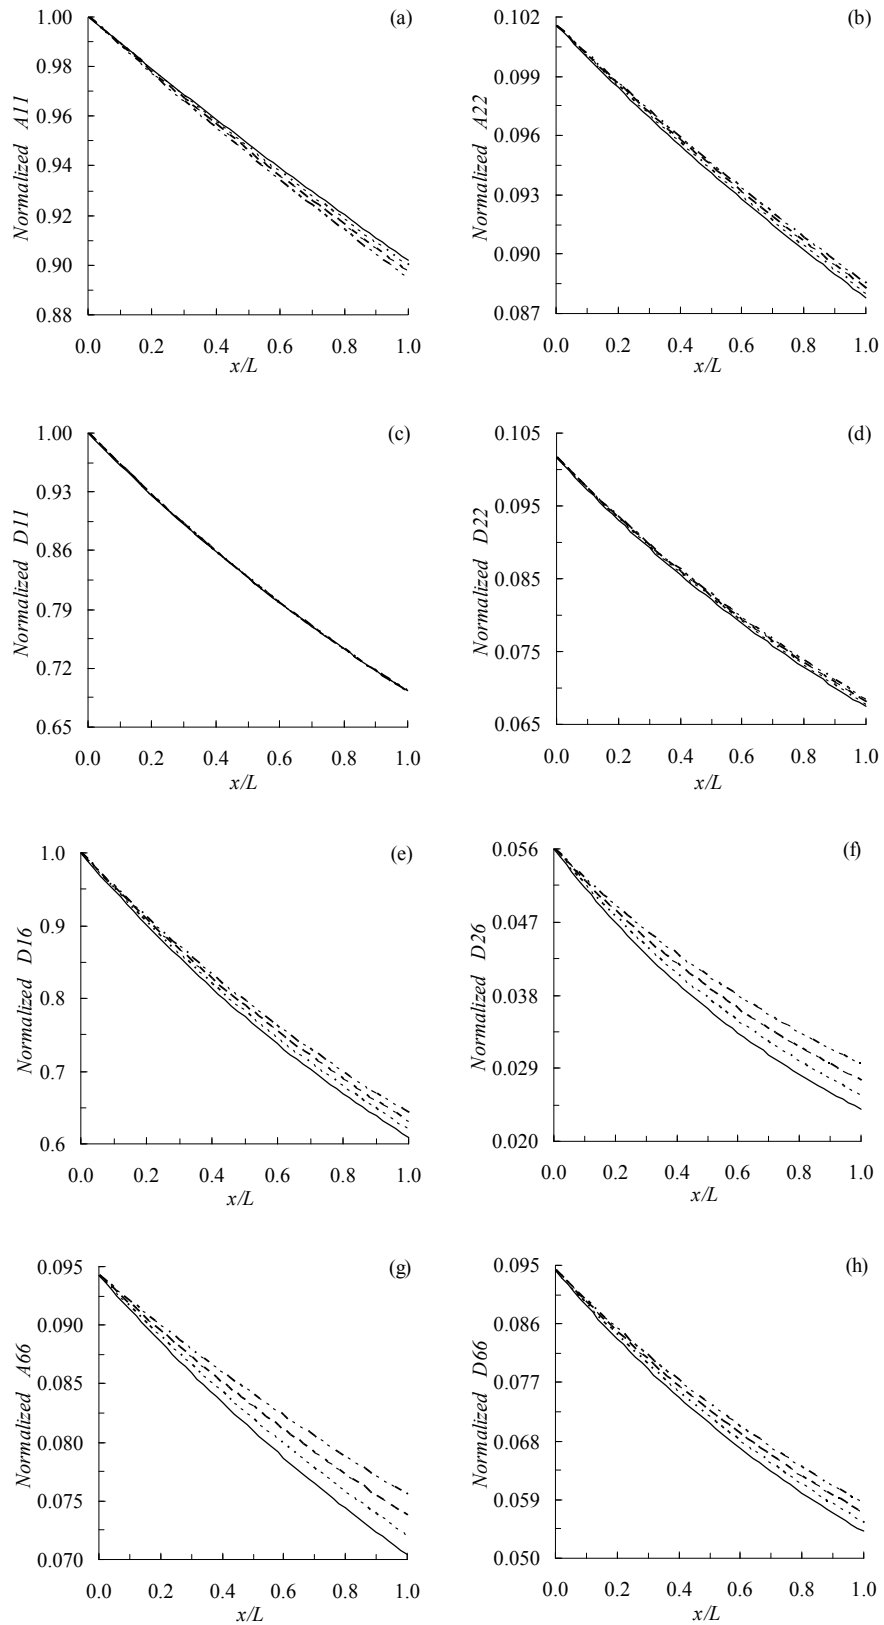 (a)
Normalized A11
1.00
0.98
0.96
0.94
0.92
0.90
0.88
0.0 0.2 0.4 0.6 0.8 1.0
x/L
(b)
Normalized A22
0.102
0.099
0.096
0.093
0.090
0.087
0.0 0.2 0.4 0.6 0.8 1.0
x/L
(c)
Normalized D11
1.00
0.93
0.86
0.79
0.72
0.65
0.0 0.2 0.4 0.6 0.8 1.0
x/L
(d)
Normalized D22
0.105
0.095
0.085
0.075
0.065
0.0 0.2 0.4 0.6 0.8 1.0
x/L
(e)
Normalized D16
1.0
0.9
0.8
0.7
0.6
0.0 0.2 0.4 0.6 0.8 1.0
x/L
(f)
Normalized D26
0.056
0.047
0.038
0.029
0.020
0.0 0.2 0.4 0.6 0.8 1.0
x/L
(g)
Normalized A66
0.095
0.090
0.085
0.080
0.075
0.070
0.0 0.2 0.4 0.6 0.8 1.0
x/L
(h)
Normalized D66
0.095
0.086
0.077
0.068
0.059
0.050
0.0 0.2 0.4 0.6 0.8 1.0
x/L